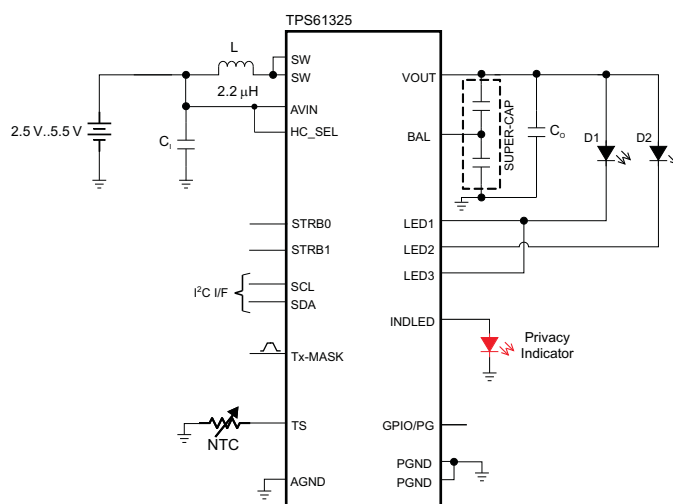 TPS61325
L
2.2 μH
2.5 V..5.5 V
C_I
SW
SW
AVIN
HC_SEL
STRB0
STRB1
I²C I/F
SCL
SDA
Tx-MASK
TS
NTC
AGND
VOUT
BAL
SUPER-CAP
C_O
D1
D2
LED1
LED2
LED3
INDLED
Privacy
Indicator
GPIO/PG
PGND
PGND